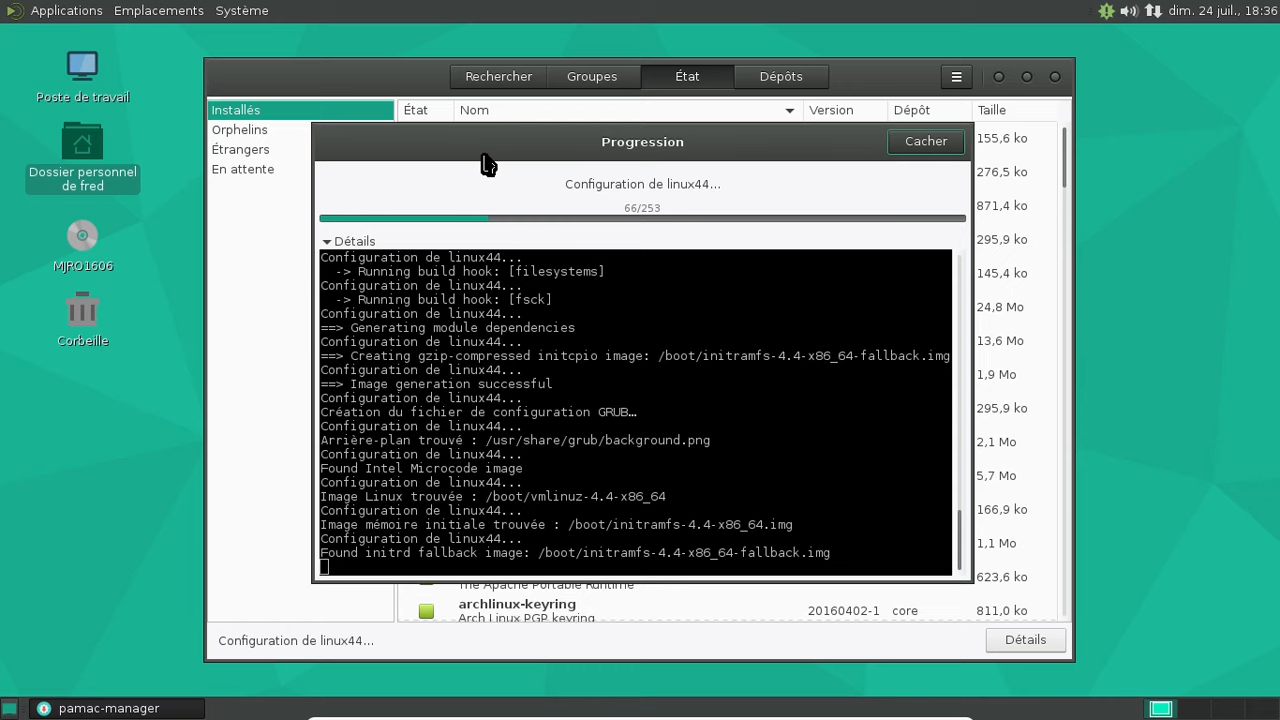 Applications Emplacements Système dim. 24 juil., 18:36
Poste de travail
Dossier personnel
de fred
MJRO1606
Corbeille
Rechercher Groupes État Dépôts
Installés
Orphelins
Étrangers
En attente
État Nom Version Dépôt Taille
155,6 ko
276,5 ko
871,4 ko
295,9 ko
145,4 ko
24,8 Mo
13,6 Mo
1,9 Mo
295,9 ko
2,1 Mo
5,7 Mo
166,9 ko
1,1 Mo
623,6 ko
Progression Cacher
Configuration de linux44...
66/253
Détails
Configuration de linux44...
-> Running build hook: [filesystems]
Configuration de linux44...
-> Running build hook: [fsck]
Configuration de linux44...
==> Generating module dependencies
Configuration de linux44...
==> Creating gzip-compressed initcpio image: /boot/initramfs-4.4-x86_64-fallback.img
Configuration de linux44...
==> Image generation successful
Configuration de linux44...
Création du fichier de configuration GRUB…
Configuration de linux44...
Arrière-plan trouvé : /usr/share/grub/background.png
Configuration de linux44...
Found Intel Microcode image
Configuration de linux44...
Image Linux trouvée : /boot/vmlinuz-4.4-x86_64
Configuration de linux44...
Image mémoire initiale trouvée : /boot/initramfs-4.4-x86_64.img
Configuration de linux44...
Found initrd fallback image: /boot/initramfs-4.4-x86_64-fallback.img
The Apache Portable Runtime
archlinux-keyring 20160402-1 core 811,0 ko
Arch Linux PGP keyring
Configuration de linux44... Détails
pamac-manager